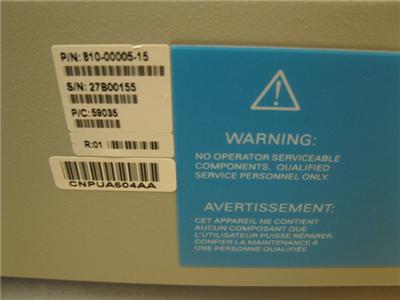 P/N: 810-00005-15
S/N: 27B00155
P/C: 59035
R:01
CNPUA604AA
WARNING:
NO OPERATOR SERVICEABLE
COMPONENTS. QUALIFIED
SERVICE PERSONNEL ONLY.
AVERTISSEMENT:
CET APPAREIL NE CONTIENT
AUCUN COMPOSANT QUE
L'UTILISATEUR PUISSE RÉPARER.
CONFIER LA MAINTENANCE À
UNE PERSONNE QUALIFIÉE